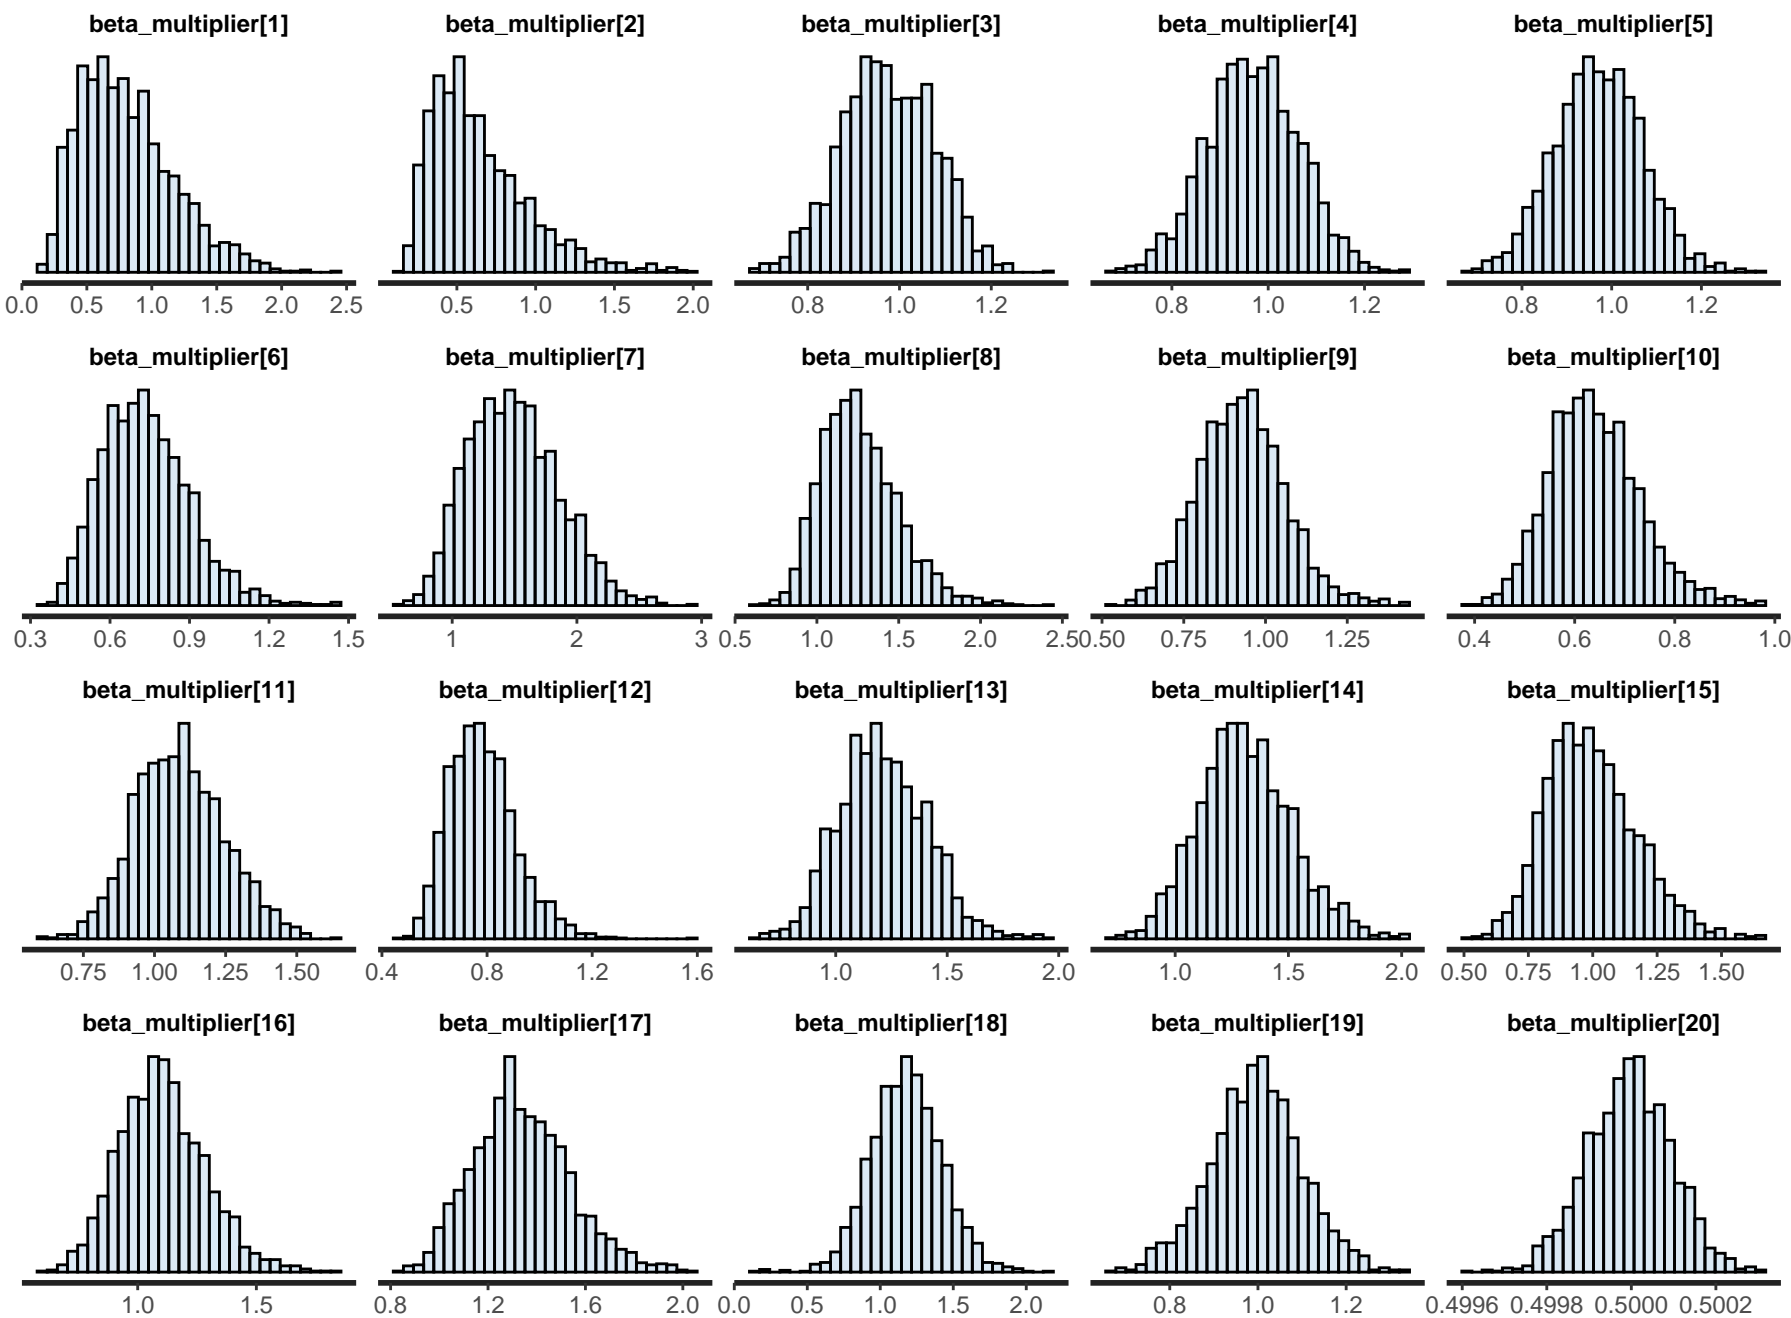 beta_multiplier[1] beta_multiplier[2] beta_multiplier[3] beta_multiplier[4] beta_multiplier[5]
0.0 0.5 1.0 1.5 2.0 2.5 0.5 1.0 1.5 2.0 0.8 1.0 1.2 0.8 1.0 1.2 0.8 1.0 1.2
beta_multiplier[6] beta_multiplier[7] beta_multiplier[8] beta_multiplier[9] beta_multiplier[10]
0.3 0.6 0.9 1.2 1.5 1 2 3 0.5 1.0 1.5 2.0 2.5 0.50 0.75 1.00 1.25 0.4 0.6 0.8 1.0
beta_multiplier[11] beta_multiplier[12] beta_multiplier[13] beta_multiplier[14] beta_multiplier[15]
0.75 1.00 1.25 1.50 0.4 0.8 1.2 1.6 1.0 1.5 2.0 1.0 1.5 2.0 0.50 0.75 1.00 1.25 1.50
beta_multiplier[16] beta_multiplier[17] beta_multiplier[18] beta_multiplier[19] beta_multiplier[20]
1.0 1.5 0.8 1.2 1.6 2.0 0.0 0.5 1.0 1.5 2.0 0.8 1.0 1.2 0.4996 0.4998 0.5000 0.5002